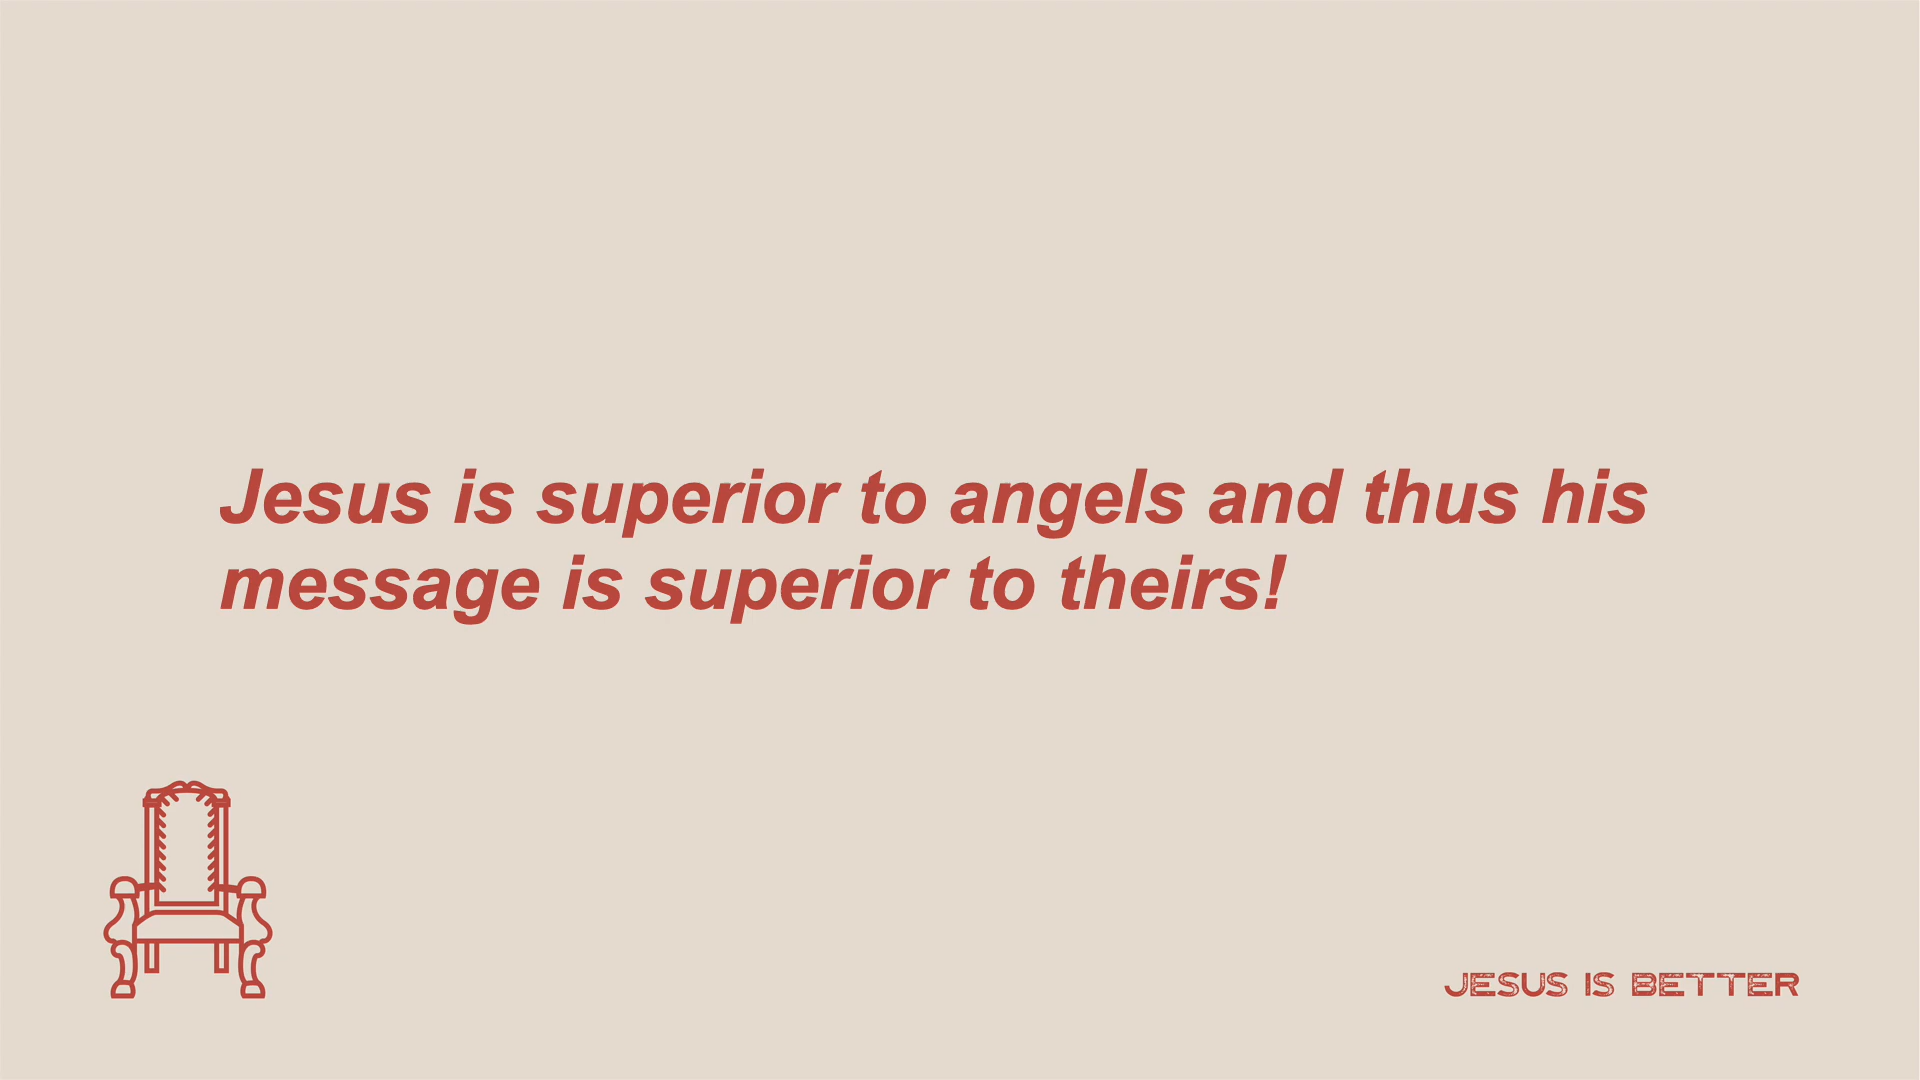 Jesus is superior to angels and thus his
message is superior to theirs!
JESUS IS BETTER